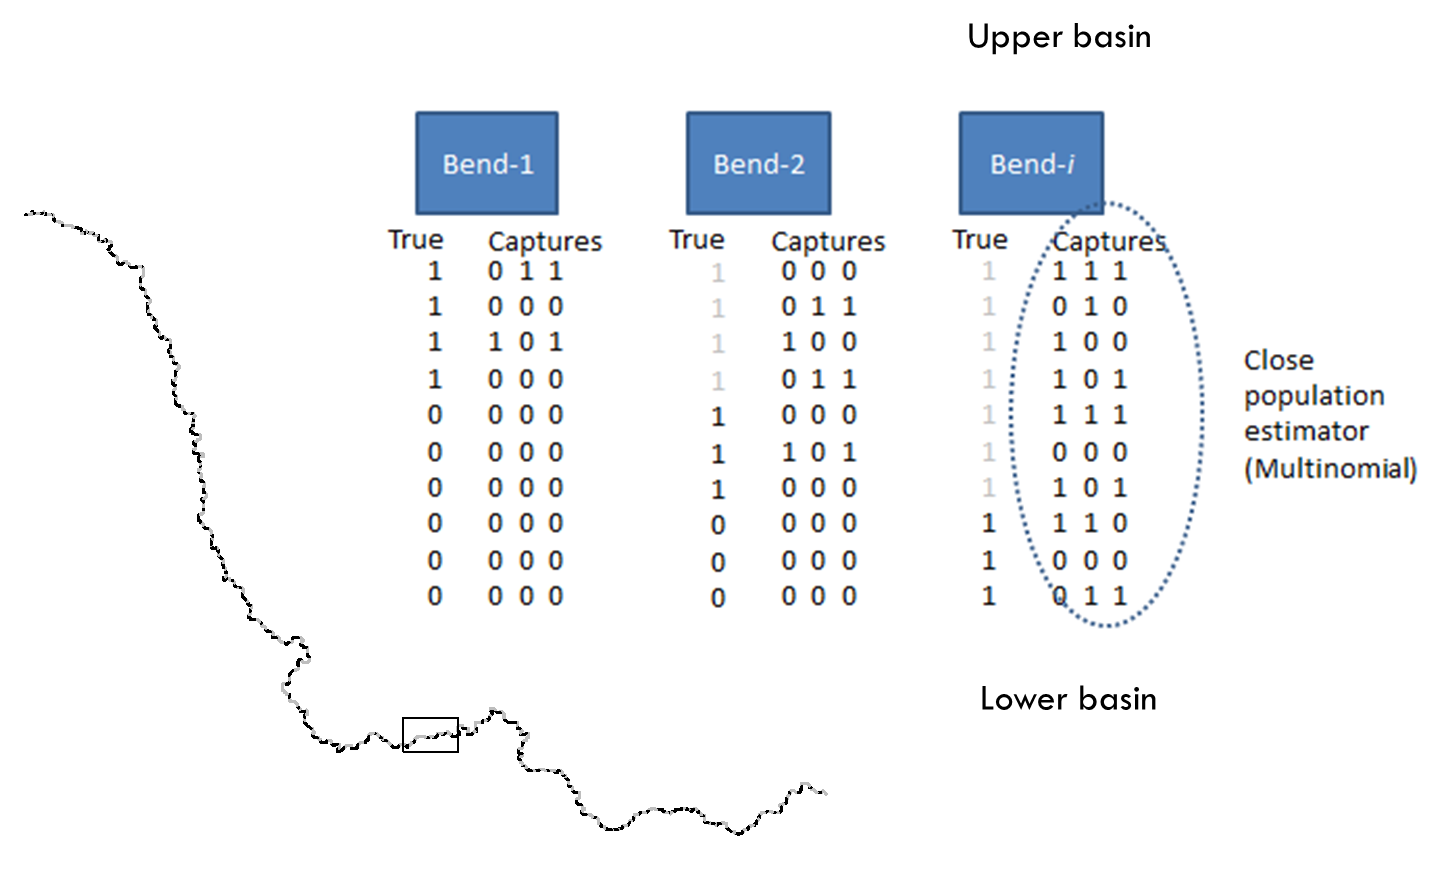 Upper basin
Bend-1 Bend-2 Bend-i
True Captures True Captures True Captures
1 0 1 1 1 0 0 0 1 1 1 1
1 0 0 0 1 0 1 1 1 0 1 0
1 1 0 1 1 1 0 0 1 1 0 0
1 0 0 0 1 0 1 1 1 1 0 1
0 0 0 0 1 0 0 0 1 1 1 1
0 0 0 0 1 1 0 1 1 0 0 0
0 0 0 0 1 0 0 0 1 1 0 1
0 0 0 0 0 0 0 0 1 1 1 0
0 0 0 0 0 0 0 0 1 0 0 0
0 0 0 0 0 0 0 0 1 0 1 1
Close
population
estimator
(Multinomial)
Lower basin